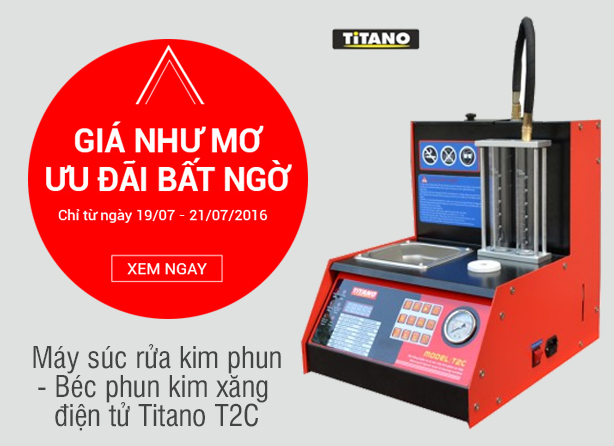 TiTANO
GIÁ NHƯ MƠ
ƯU ĐÃI BẤT NGỜ
Chỉ từ ngày 19/07 - 21/07/2016
XEM NGAY
Máy súc rửa kim phun
- Béc phun kim xăng
điện tử Titano T2C
TITANO
MODEL:T2C